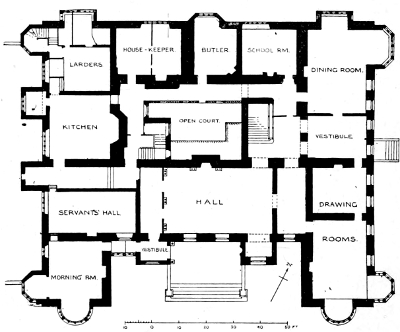 HOUSE-KEEPER.
BUTLER.
SCHOOL RM.
LARDERS
DINING ROOM.
OPEN COURT.
KITCHEN
VESTIBULE
HALL
DRAWING
SERVANTS' HALL
ROOMS.
VESTIBULE
MORNING RM.
N
10 0 10 20 30 40 50